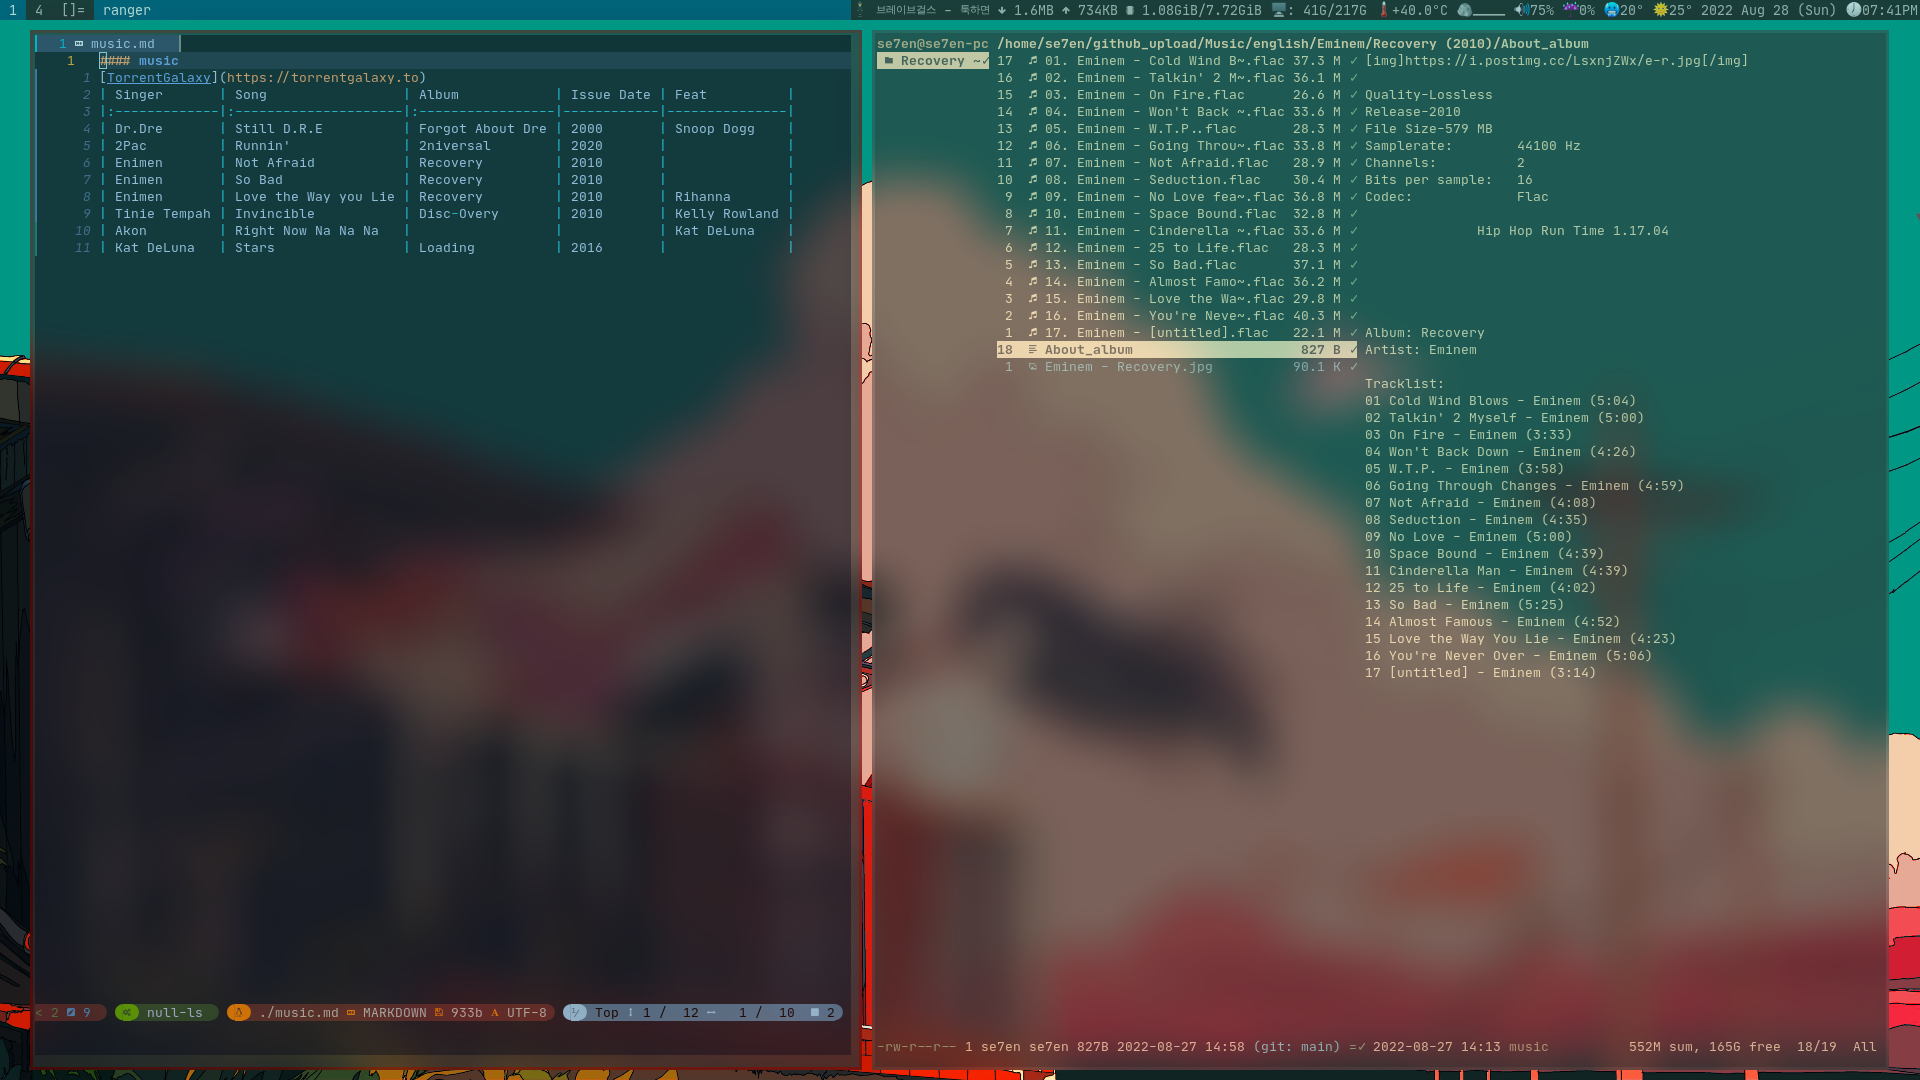 1 4 []= ranger 브레이브걸스 - 툭하면 1.6MB 734KB 1.08GiB/7.72GiB : 41G/217G +40.0°C 75% 0% 20° 25° 2022 Aug 28 (Sun) 07:41PM
1 music.md
1 #### music
1 [TorrentGalaxy](https://torrentgalaxy.to)
2 | Singer | Song | Album | Issue Date | Feat |
3 |:-------------|:---------------------|:-----------------|------------|---------------|
4 | Dr.Dre | Still D.R.E | Forgot About Dre | 2000 | Snoop Dogg |
5 | 2Pac | Runnin' | 2niversal | 2020 | |
6 | Enimen | Not Afraid | Recovery | 2010 | |
7 | Enimen | So Bad | Recovery | 2010 | |
8 | Enimen | Love the Way you Lie | Recovery | 2010 | Rihanna |
9 | Tinie Tempah | Invincible | Disc-Overy | 2010 | Kelly Rowland |
10 | Akon | Right Now Na Na Na | | | Kat DeLuna |
11 | Kat DeLuna | Stars | Loading | 2016 | |
< 2 9 null-ls ./music.md MARKDOWN 933b UTF-8 Top 1 / 12 1 / 10 2
se7en@se7en-pc /home/se7en/github_upload/Music/english/Eminem/Recovery (2010)/About_album
Recovery ~✓
17 01. Eminem - Cold Wind B~.flac 37.3 M ✓
16 02. Eminem - Talkin' 2 M~.flac 36.1 M ✓
15 03. Eminem - On Fire.flac 26.6 M ✓
14 04. Eminem - Won't Back ~.flac 33.6 M ✓
13 05. Eminem - W.T.P..flac 28.3 M ✓
12 06. Eminem - Going Throu~.flac 33.8 M ✓
11 07. Eminem - Not Afraid.flac 28.9 M ✓
10 08. Eminem - Seduction.flac 30.4 M ✓
9 09. Eminem - No Love fea~.flac 36.8 M ✓
8 10. Eminem - Space Bound.flac 32.8 M ✓
7 11. Eminem - Cinderella ~.flac 33.6 M ✓
6 12. Eminem - 25 to Life.flac 28.3 M ✓
5 13. Eminem - So Bad.flac 37.1 M ✓
4 14. Eminem - Almost Famo~.flac 36.2 M ✓
3 15. Eminem - Love the Wa~.flac 29.8 M ✓
2 16. Eminem - You're Neve~.flac 40.3 M ✓
1 17. Eminem - [untitled].flac 22.1 M ✓
18 About_album 827 B ✓
1 Eminem - Recovery.jpg 90.1 K ✓
[img]https://i.postimg.cc/LsxnjZWx/e-r.jpg[/img]
Quality-Lossless
Release-2010
File Size-579 MB
Samplerate: 44100 Hz
Channels: 2
Bits per sample: 16
Codec: Flac
Hip Hop Run Time 1.17.04
Album: Recovery
Artist: Eminem
Tracklist:
01 Cold Wind Blows - Eminem (5:04)
02 Talkin' 2 Myself - Eminem (5:00)
03 On Fire - Eminem (3:33)
04 Won't Back Down - Eminem (4:26)
05 W.T.P. - Eminem (3:58)
06 Going Through Changes - Eminem (4:59)
07 Not Afraid - Eminem (4:08)
08 Seduction - Eminem (4:35)
09 No Love - Eminem (5:00)
10 Space Bound - Eminem (4:39)
11 Cinderella Man - Eminem (4:39)
12 25 to Life - Eminem (4:02)
13 So Bad - Eminem (5:25)
14 Almost Famous - Eminem (4:52)
15 Love the Way You Lie - Eminem (4:23)
16 You're Never Over - Eminem (5:06)
17 [untitled] - Eminem (3:14)
-rw-r--r-- 1 se7en se7en 827B 2022-08-27 14:58 (git: main) =✓ 2022-08-27 14:13 music 552M sum, 165G free 18/19 All